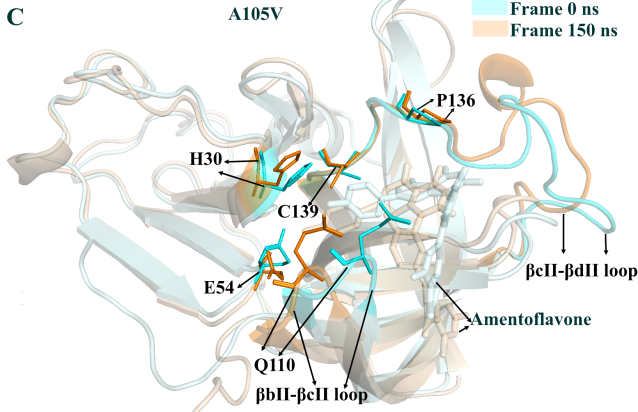 C
A105V
Frame 0 ns
Frame 150 ns
P136
H30
C139
E54
βcII-βdII loop
Amentoflavone
Q110
βbII-βcII loop